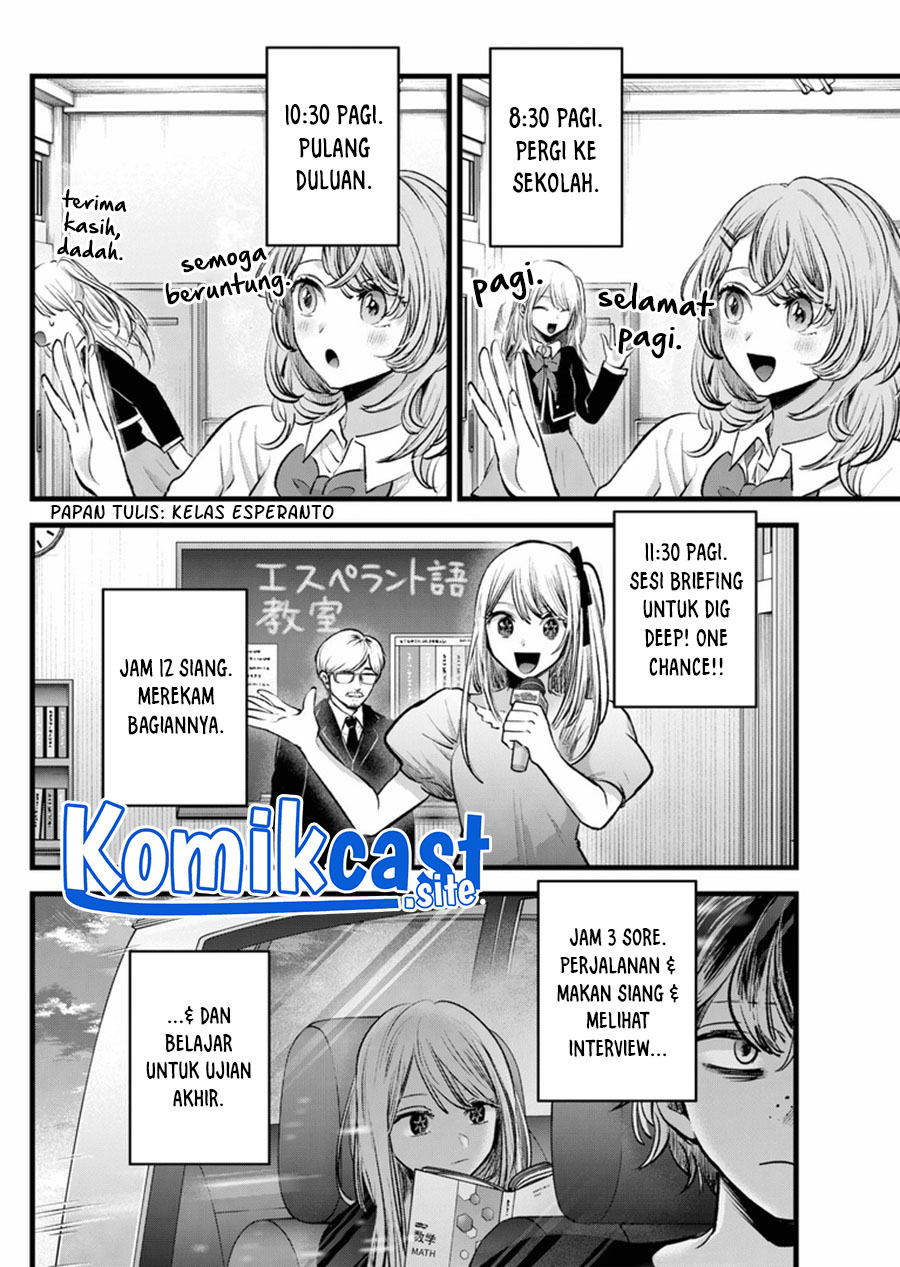 8:30 PAGI.
PERGI KE
SEKOLAH.
pagi.
selamat
pagi.
10:30 PAGI.
PULANG
DULUAN.
semoga
beruntung.
terima
kasih,
dadah.
PAPAN TULIS: KELAS ESPERANTO
11:30 PAGI.
SESI BRIEFING
UNTUK DIG
DEEP! ONE
CHANCE!!
エスペラント語
教室
JAM 12 SIANG.
MEREKAM
BAGIANNYA.
Komikcast
.site
JAM 3 SORE.
PERJALANAN &
MAKAN SIANG &
MELIHAT
INTERVIEW...
...& DAN
BELAJAR
UNTUK UJIAN
AKHIR.
数学
MATH